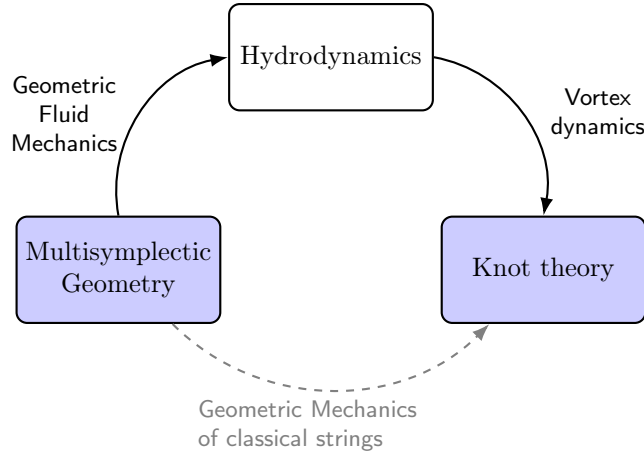 Hydrodynamics
Geometric
Fluid
Mechanics
Vortex
dynamics
Multisymplectic
Geometry
Knot theory
Geometric Mechanics
of classical strings